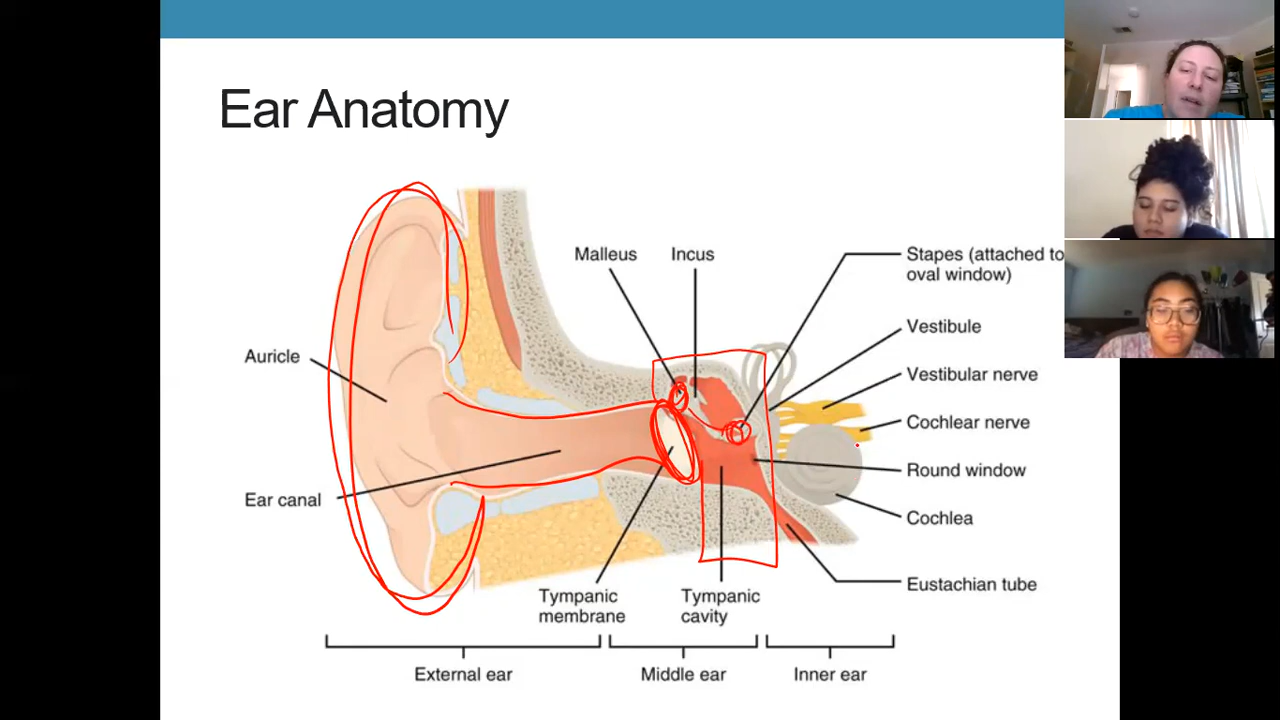 Ear Anatomy
Malleus
Incus
Stapes (attached to
oval window)
Vestibule
Vestibular nerve
Auricle
Cochlear nerve
Round window
Ear canal
Cochlea
Eustachian tube
Tympanic
membrane
Tympanic
cavity
External ear
Middle ear
Inner ear